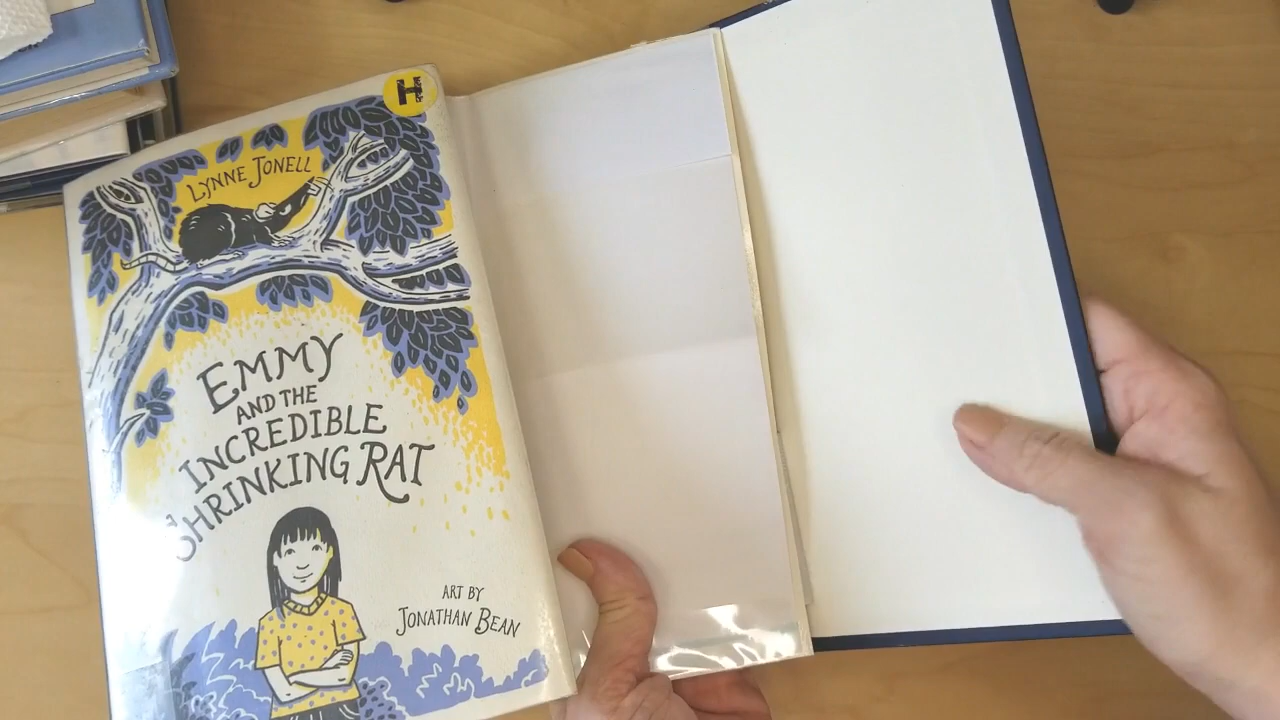 H
LYNNE JONELL
EMMY
AND THE
INCREDIBLE
SHRINKING RAT
ART BY
JONATHAN BEAN